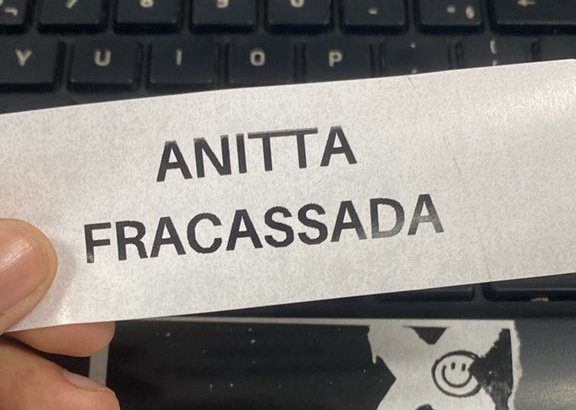 Y U I O P
ANITTA
FRACASSADA